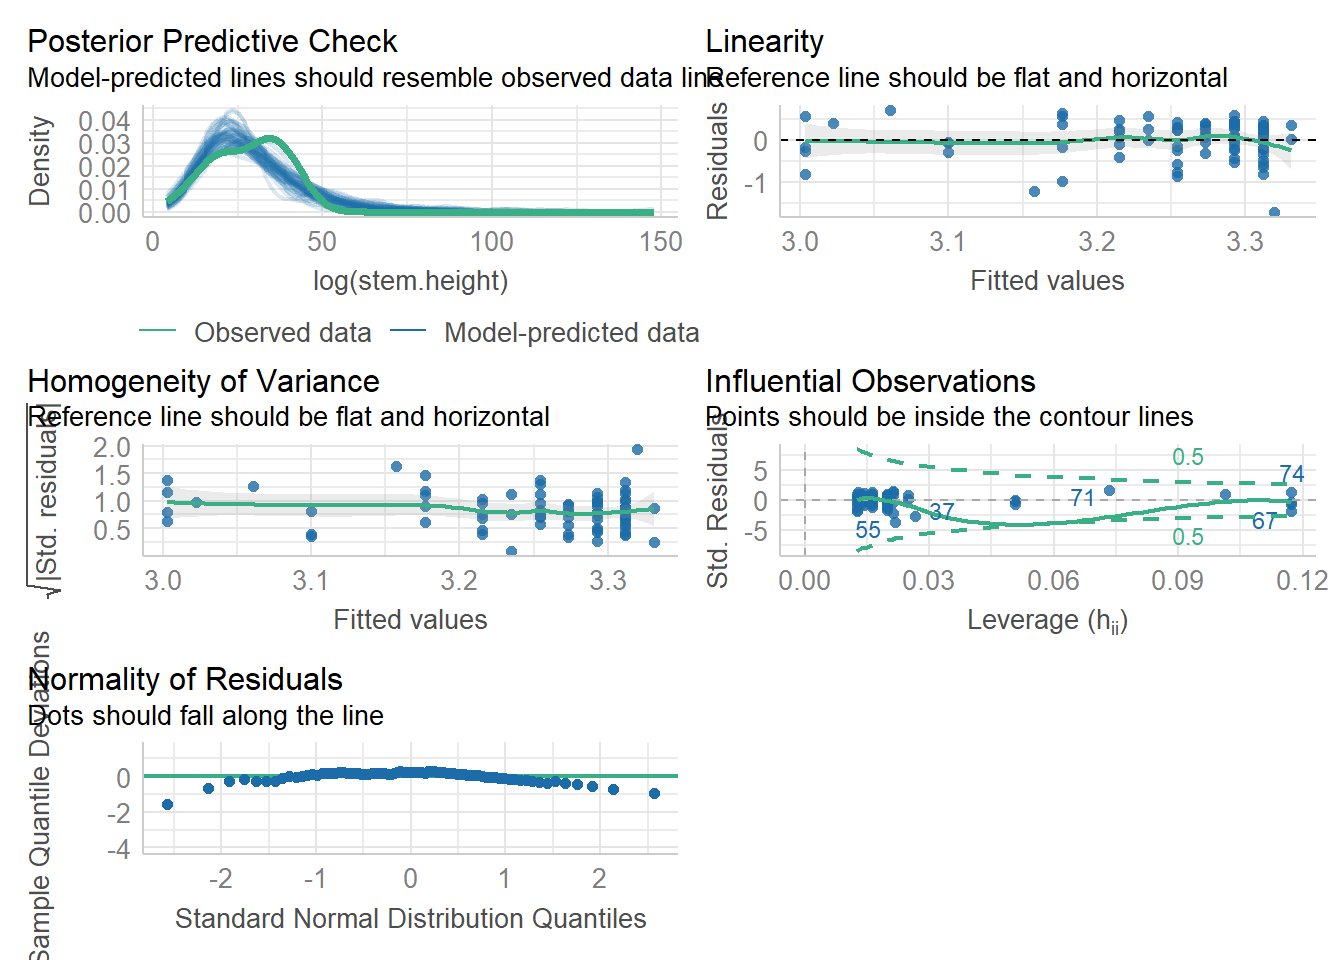 Posterior Predictive Check
Model-predicted lines should resemble observed data line
Density
0.04
0.03
0.02
0.01
0.00
0 50 100 150
log(stem.height)
Observed data Model-predicted data
Linearity
Reference line should be flat and horizontal
Residuals
0
-1
3.0 3.1 3.2 3.3
Fitted values
Homogeneity of Variance
Reference line should be flat and horizontal
√|Std. residuals|
2.0
1.5
1.0
0.5
3.0 3.1 3.2 3.3
Fitted values
Influential Observations
Points should be inside the contour lines
Std. Residuals
5
0
-5
0.5
74
71
37
67
55
0.5
0.00 0.03 0.06 0.09 0.12
Leverage (hii)
Normality of Residuals
Dots should fall along the line
Sample Quantile Deviations
0
-2
-4
-2 -1 0 1 2
Standard Normal Distribution Quantiles